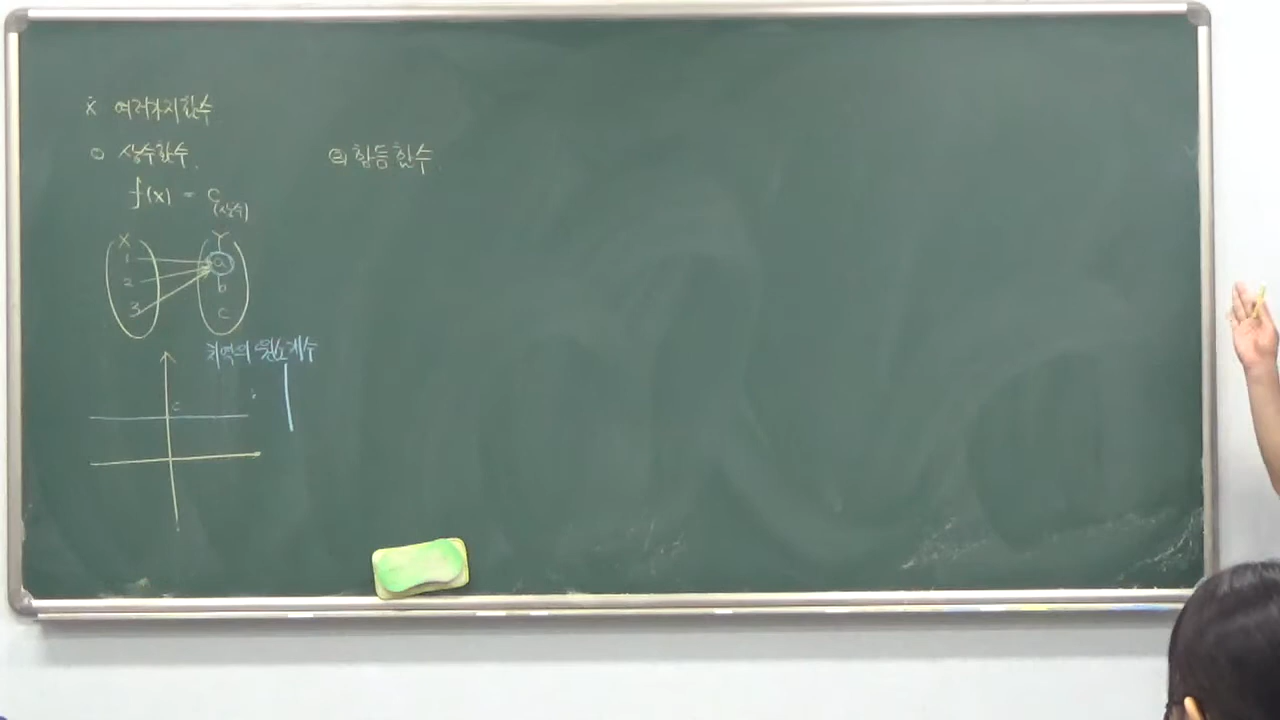 ※ 여러가지 함수
① 상수함수.
f(x) = c
(상수)
X Y
1 a
2 b
3 c
치역의 원소개수
1
c
② 항등함수.